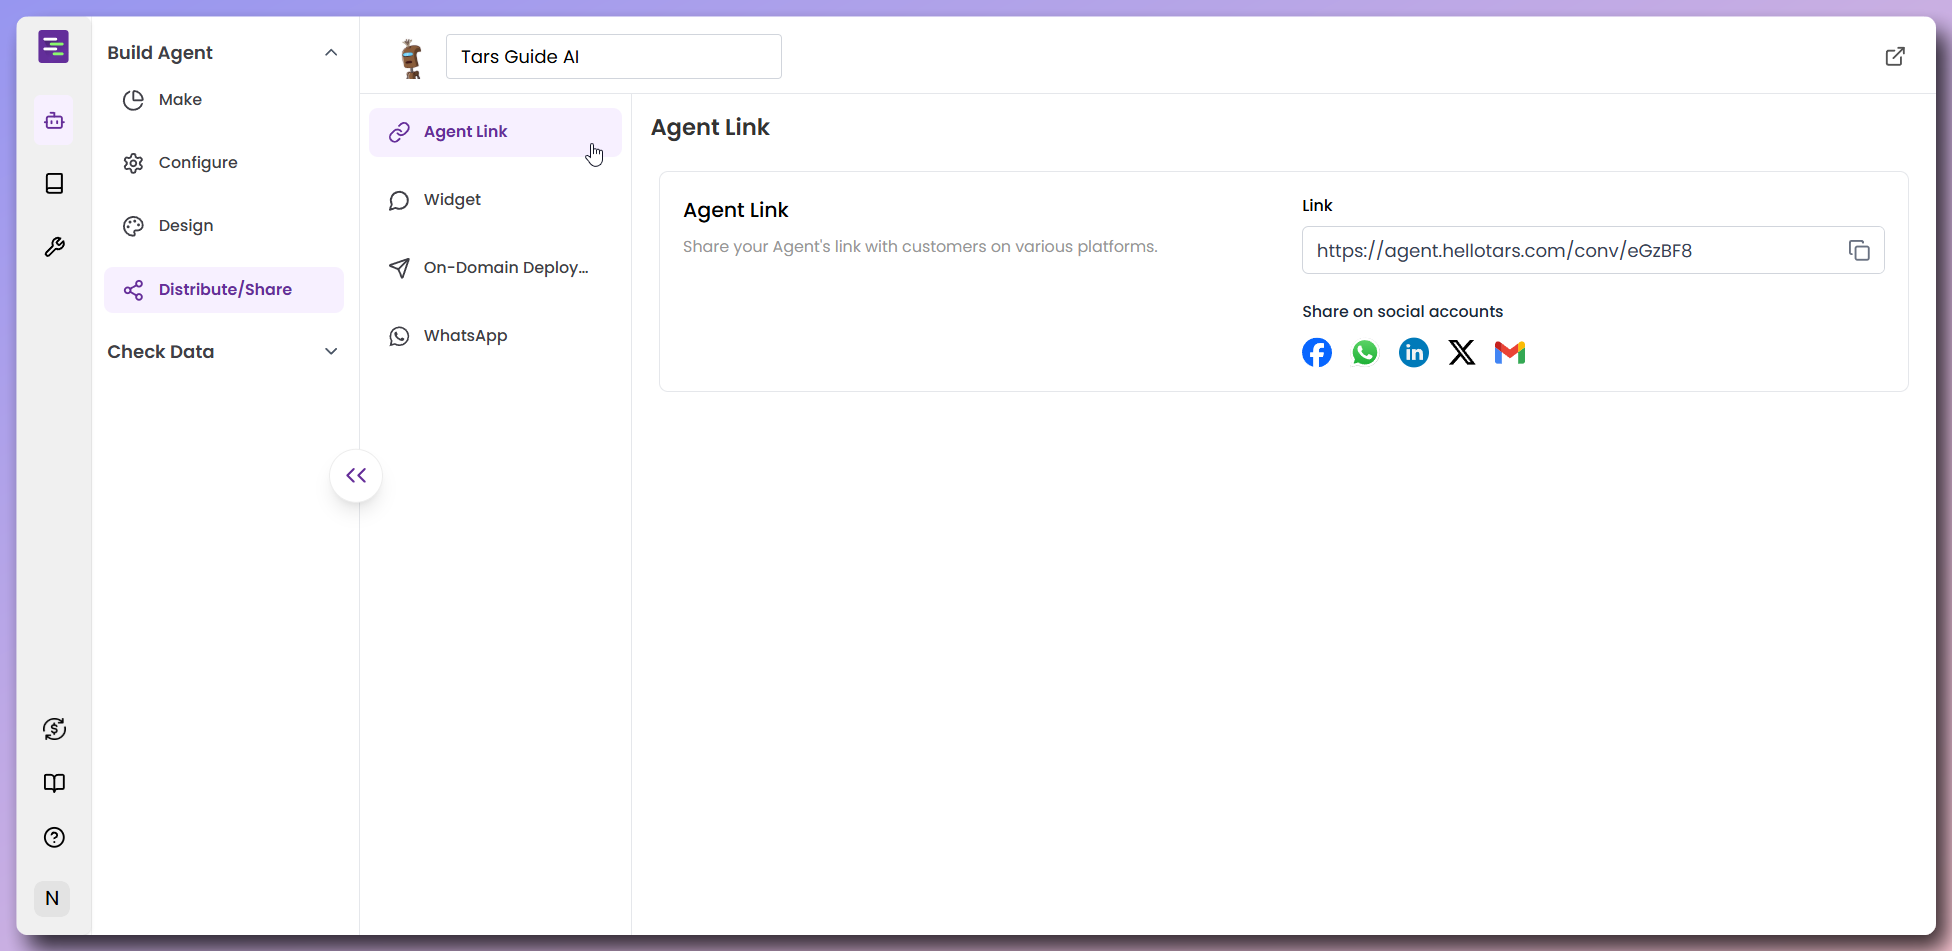 Build Agent
Make
Configure
Design
Distribute/Share
Check Data
N
Tars Guide AI
Agent Link
Widget
On-Domain Deploy...
WhatsApp
Agent Link
Agent Link
Share your Agent's link with customers on various platforms.
Link
https://agent.hellotars.com/conv/eGzBF8
Share on social accounts